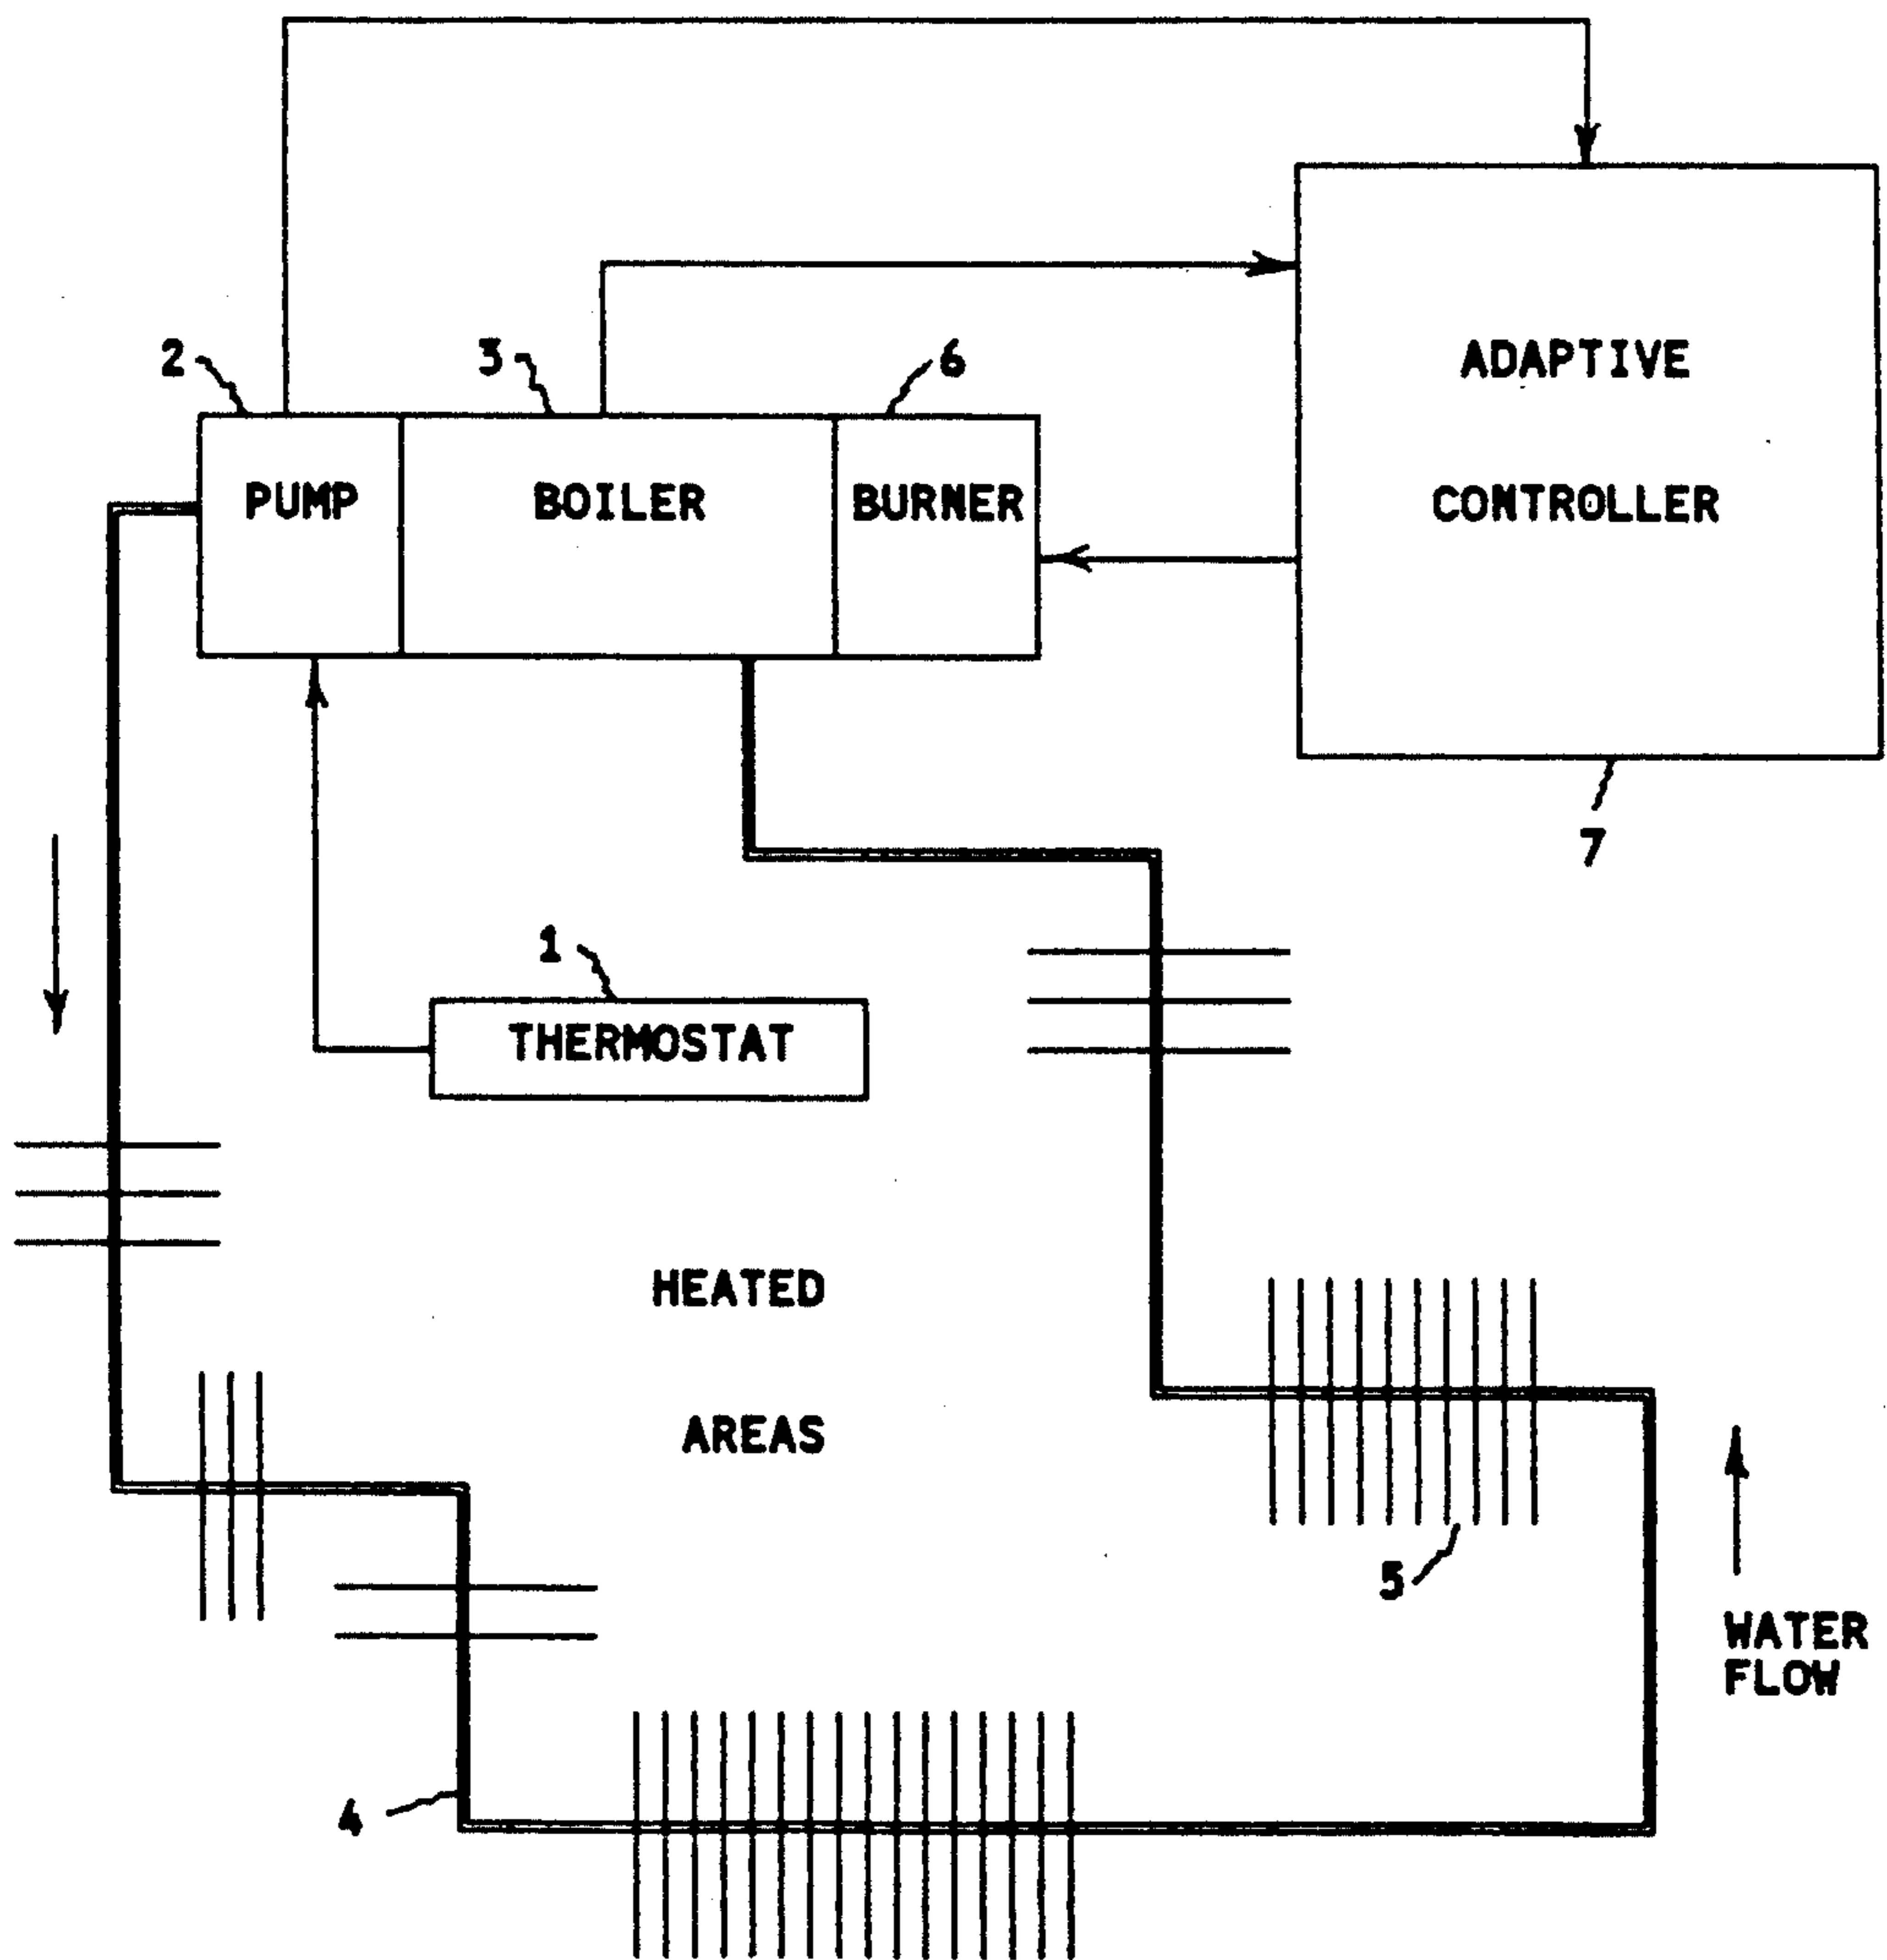 ADAPTIVE
CONTROLLER
2
3
6
PUMP
BOILER
BURNER
7
1
THERMOSTAT
HEATED
AREAS
5
WATER
FLOW
4